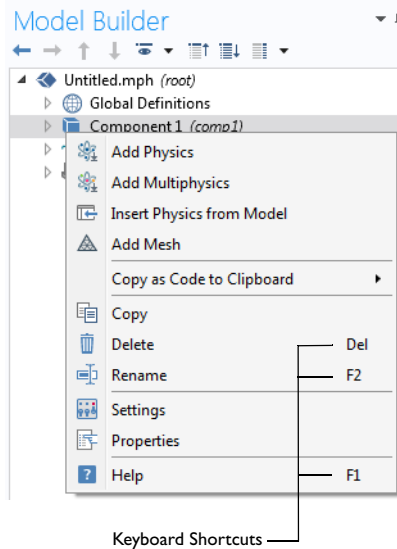 Model Builder
Untitled.mph (root)
Global Definitions
Component 1 (comp1)
Add Physics
Add Multiphysics
Insert Physics from Model
Add Mesh
Copy as Code to Clipboard
Copy
Delete Del
Rename F2
Settings
Properties
Help F1
Keyboard Shortcuts